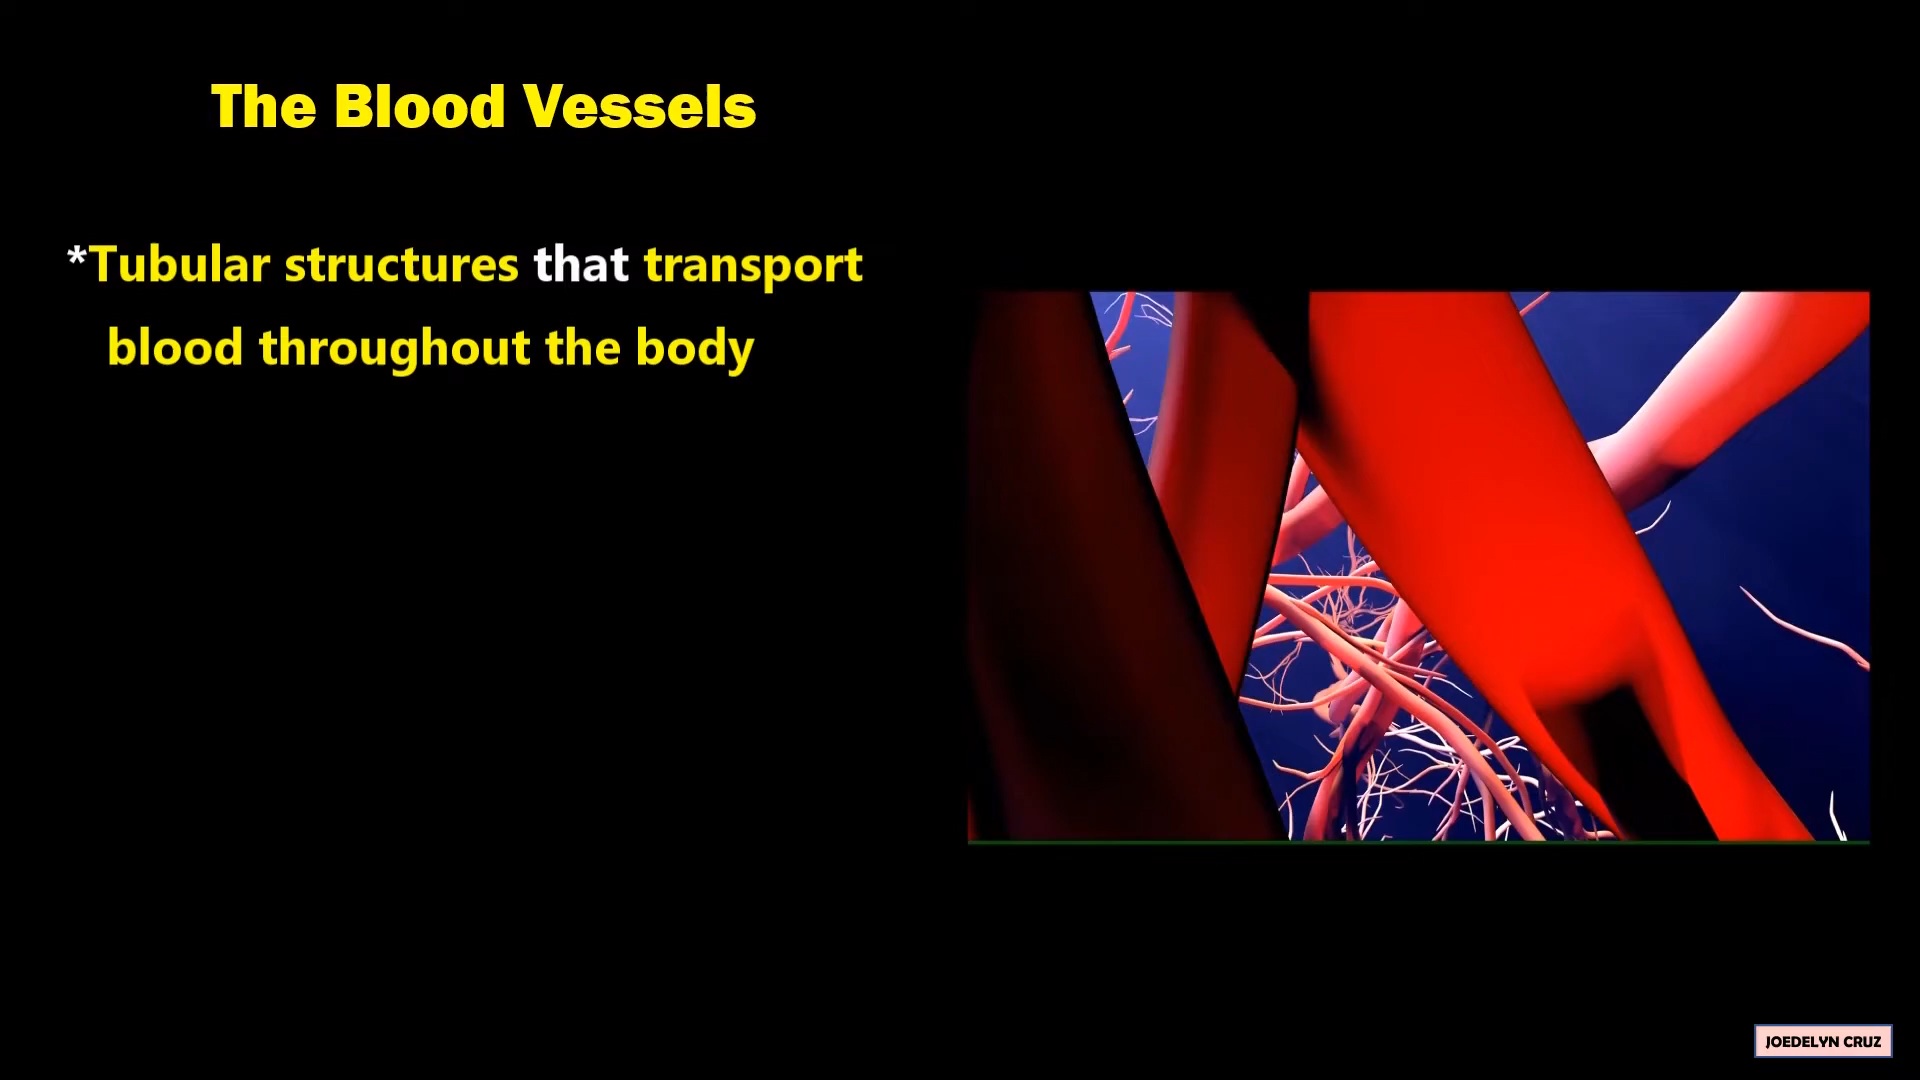 The Blood Vessels
*Tubular structures that transport
blood throughout the body
JOEDELYN CRUZ